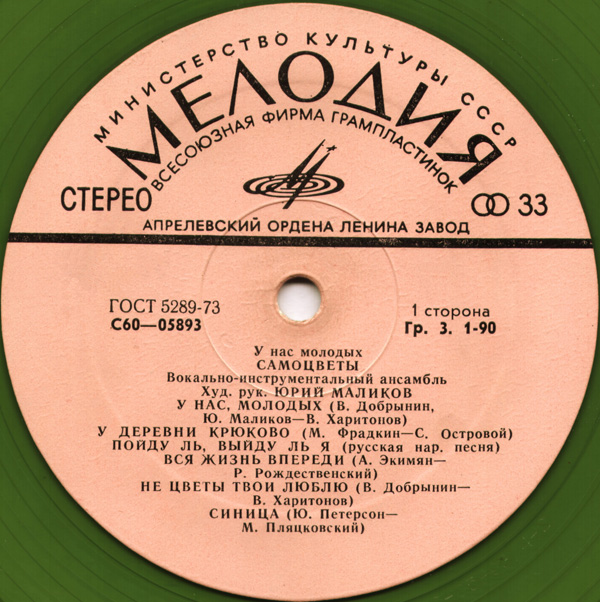 МИНИСТЕРСТВО КУЛЬТУРЫ СССР
МЕЛОДИЯ
ВСЕСОЮЗНАЯ ФИРМА ГРАМПЛАСТИНОК
СТЕРЕО
33
АПРЕЛЕВСКИЙ ОРДЕНА ЛЕНИНА ЗАВОД
ГОСТ 5289-73
1 сторона
С60—05893
Гр. 3. 1-90
У нас молодых
САМОЦВЕТЫ
Вокально-инструментальный ансамбль
Худ. рук. ЮРИЙ МАЛИКОВ
У НАС, МОЛОДЫХ (В. Добрынин,
Ю. Маликов—В. Харитонов)
У ДЕРЕВНИ КРЮКОВО (М. Фрадкин—С. Островой)
ПОЙДУ ЛЬ, ВЫЙДУ ЛЬ Я (русская нар. песня)
ВСЯ ЖИЗНЬ ВПЕРЕДИ (А. Экимян—
Р. Рождественский)
НЕ ЦВЕТЫ ТВОИ ЛЮБЛЮ (В. Добрынин—
В. Харитонов)
СИНИЦА (Ю. Петерсон—
М. Пляцковский)